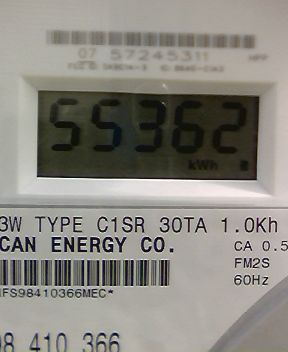 07 57245311
55362
kWh
3W TYPE C1SR 30TA 1.0Kh
CAN ENERGY CO.
CA 0.5
FM2S
60Hz
IFS98410366MEC*
98 410 366